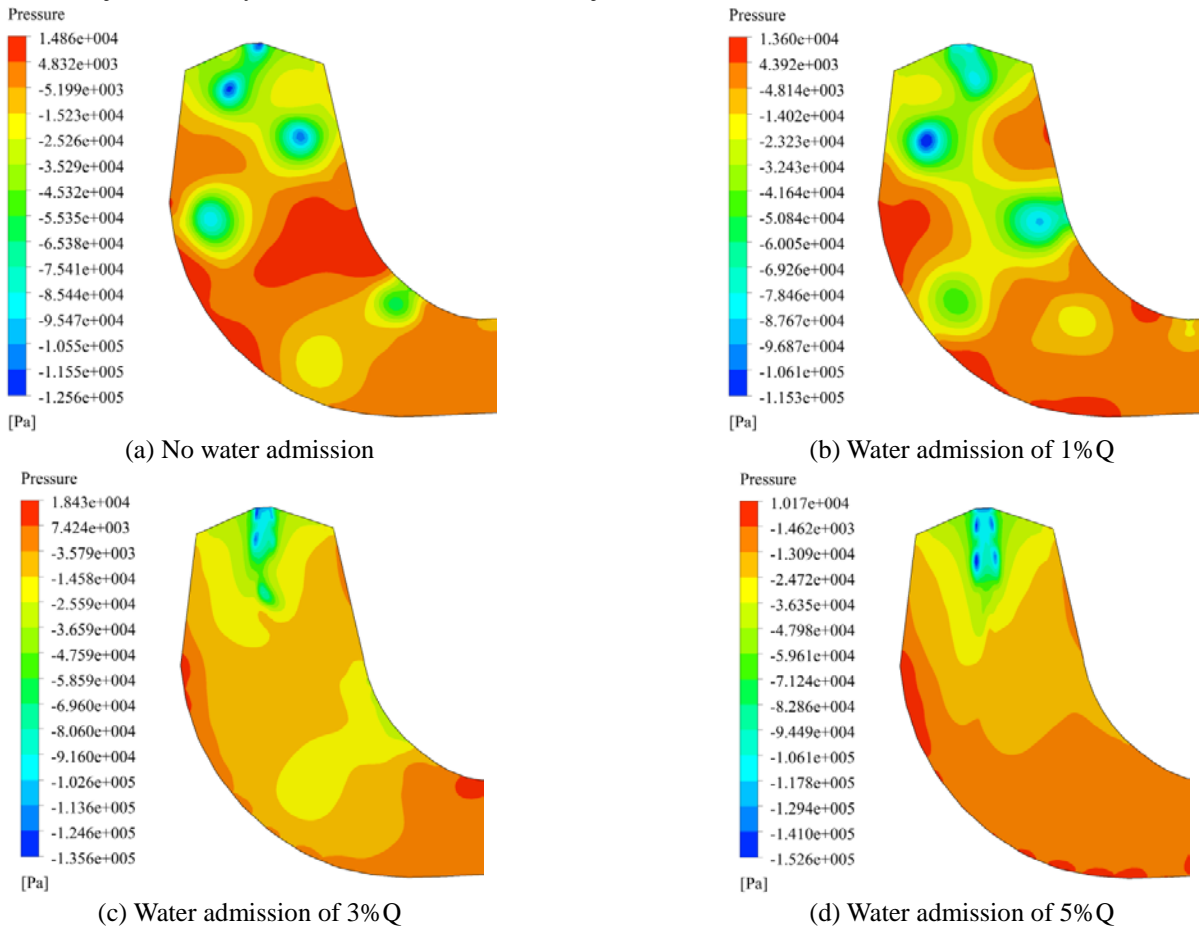 Pressure
1.486e+004
4.832e+003
-5.199e+003
-1.523e+004
-2.526e+004
-3.529e+004
-4.532e+004
-5.535e+004
-6.538e+004
-7.541e+004
-8.544e+004
-9.547e+004
-1.055e+005
-1.155e+005
-1.256e+005
[Pa]
(a) No water admission
Pressure
1.360e+004
4.392e+003
-4.814e+003
-1.402e+004
-2.323e+004
-3.243e+004
-4.164e+004
-5.084e+004
-6.005e+004
-6.926e+004
-7.846e+004
-8.767e+004
-9.687e+004
-1.061e+005
-1.153e+005
[Pa]
(b) Water admission of 1%Q
Pressure
1.843e+004
7.424e+003
-3.579e+003
-1.458e+004
-2.559e+004
-3.659e+004
-4.759e+004
-5.859e+004
-6.960e+004
-8.060e+004
-9.160e+004
-1.026e+005
-1.136e+005
-1.246e+005
-1.356e+005
[Pa]
(c) Water admission of 3%Q
Pressure
1.017e+004
-1.462e+003
-1.309e+004
-2.472e+004
-3.635e+004
-4.798e+004
-5.961e+004
-7.124e+004
-8.286e+004
-9.449e+004
-1.061e+005
-1.178e+005
-1.294e+005
-1.410e+005
-1.526e+005
[Pa]
(d) Water admission of 5%Q